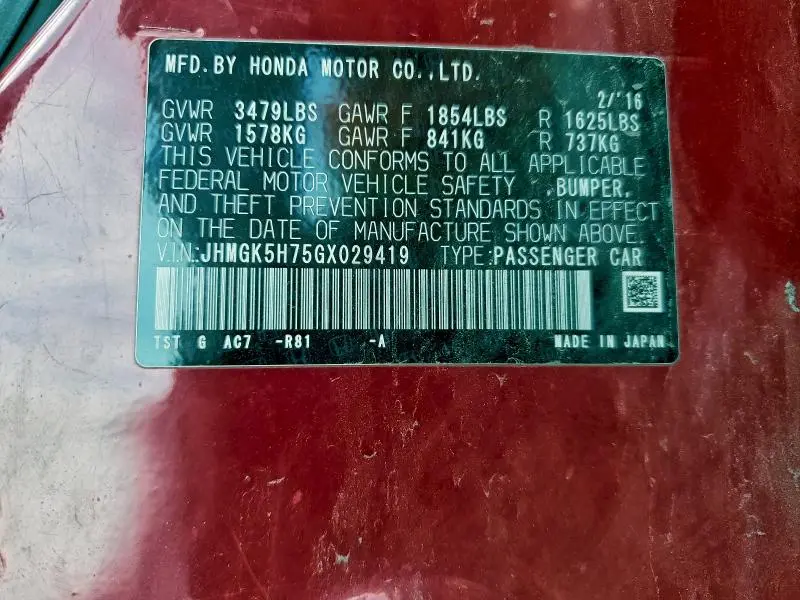 MFD. BY HONDA MOTOR CO.,LTD.
2/'16
GVWR 3479LBS GAWR F 1854LBS R 1625LBS
GVWR 1578KG GAWR F 841KG R 737KG
THIS VEHICLE CONFORMS TO ALL APPLICABLE
FEDERAL MOTOR VEHICLE SAFETY ,BUMPER,
AND THEFT PREVENTION STANDARDS IN EFFECT
ON THE DATE OF MANUFACTURE SHOWN ABOVE.
V.I.N.:JHMGK5H75GX029419 TYPE:PASSENGER CAR
TST G AC7 -R81 -A MADE IN JAPAN